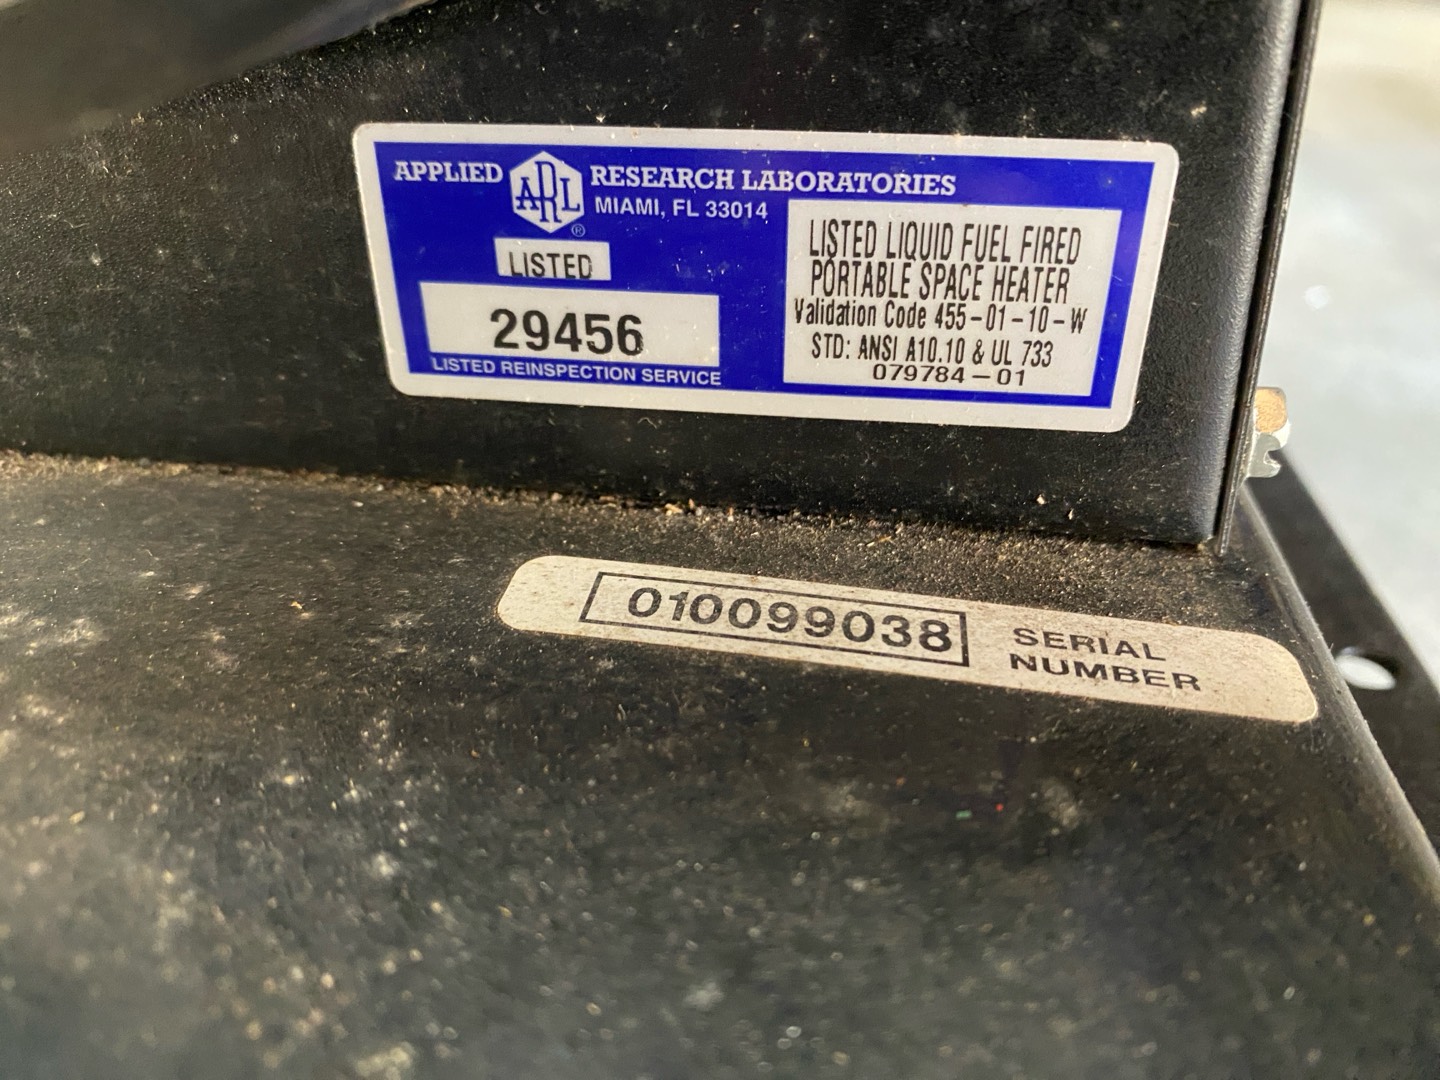 APPLIED ARL RESEARCH LABORATORIES
®
MIAMI, FL 33014
LISTED
29456
LISTED REINSPECTION SERVICE
LISTED LIQUID FUEL FIRED
PORTABLE SPACE HEATER
Validation Code 455-01-10-W
STD: ANSI A10.10 & UL 733
079784-01
010099038
SERIAL
NUMBER